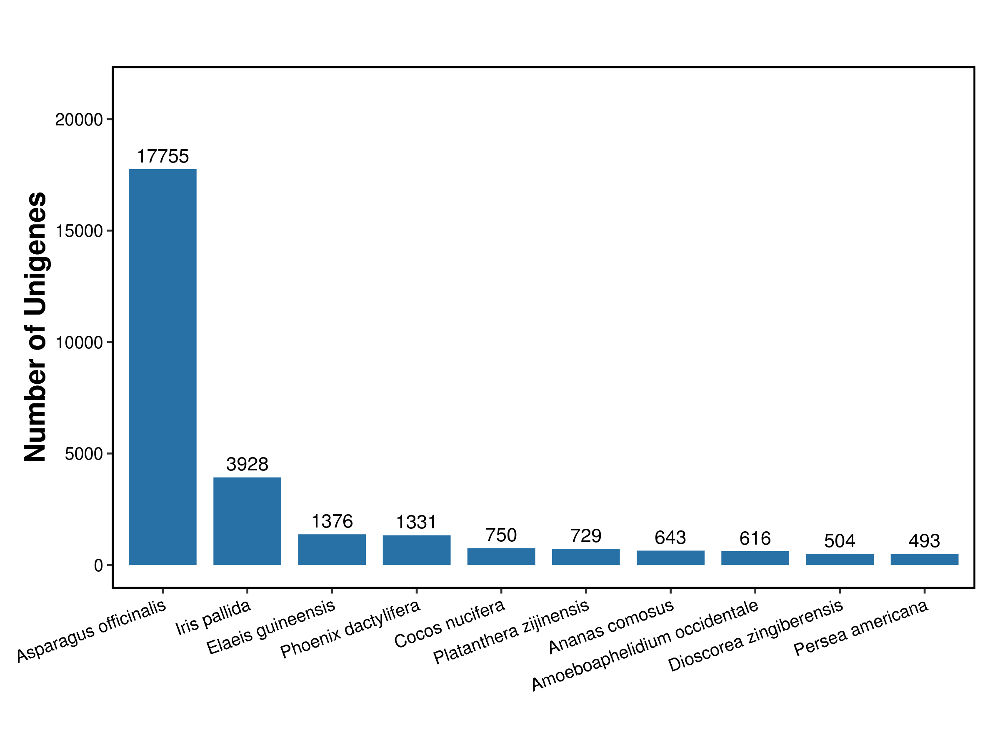 Number of Unigenes
20000
15000
10000
5000
0
17755
3928
1376
1331
750
729
643
616
504
493
Asparagus officinalis
Iris pallida
Elaeis guineensis
Phoenix dactylifera
Cocos nucifera
Platanthera zijinensis
Ananas comosus
Amoeboaphelidium occidentale
Dioscorea zingiberensis
Persea americana